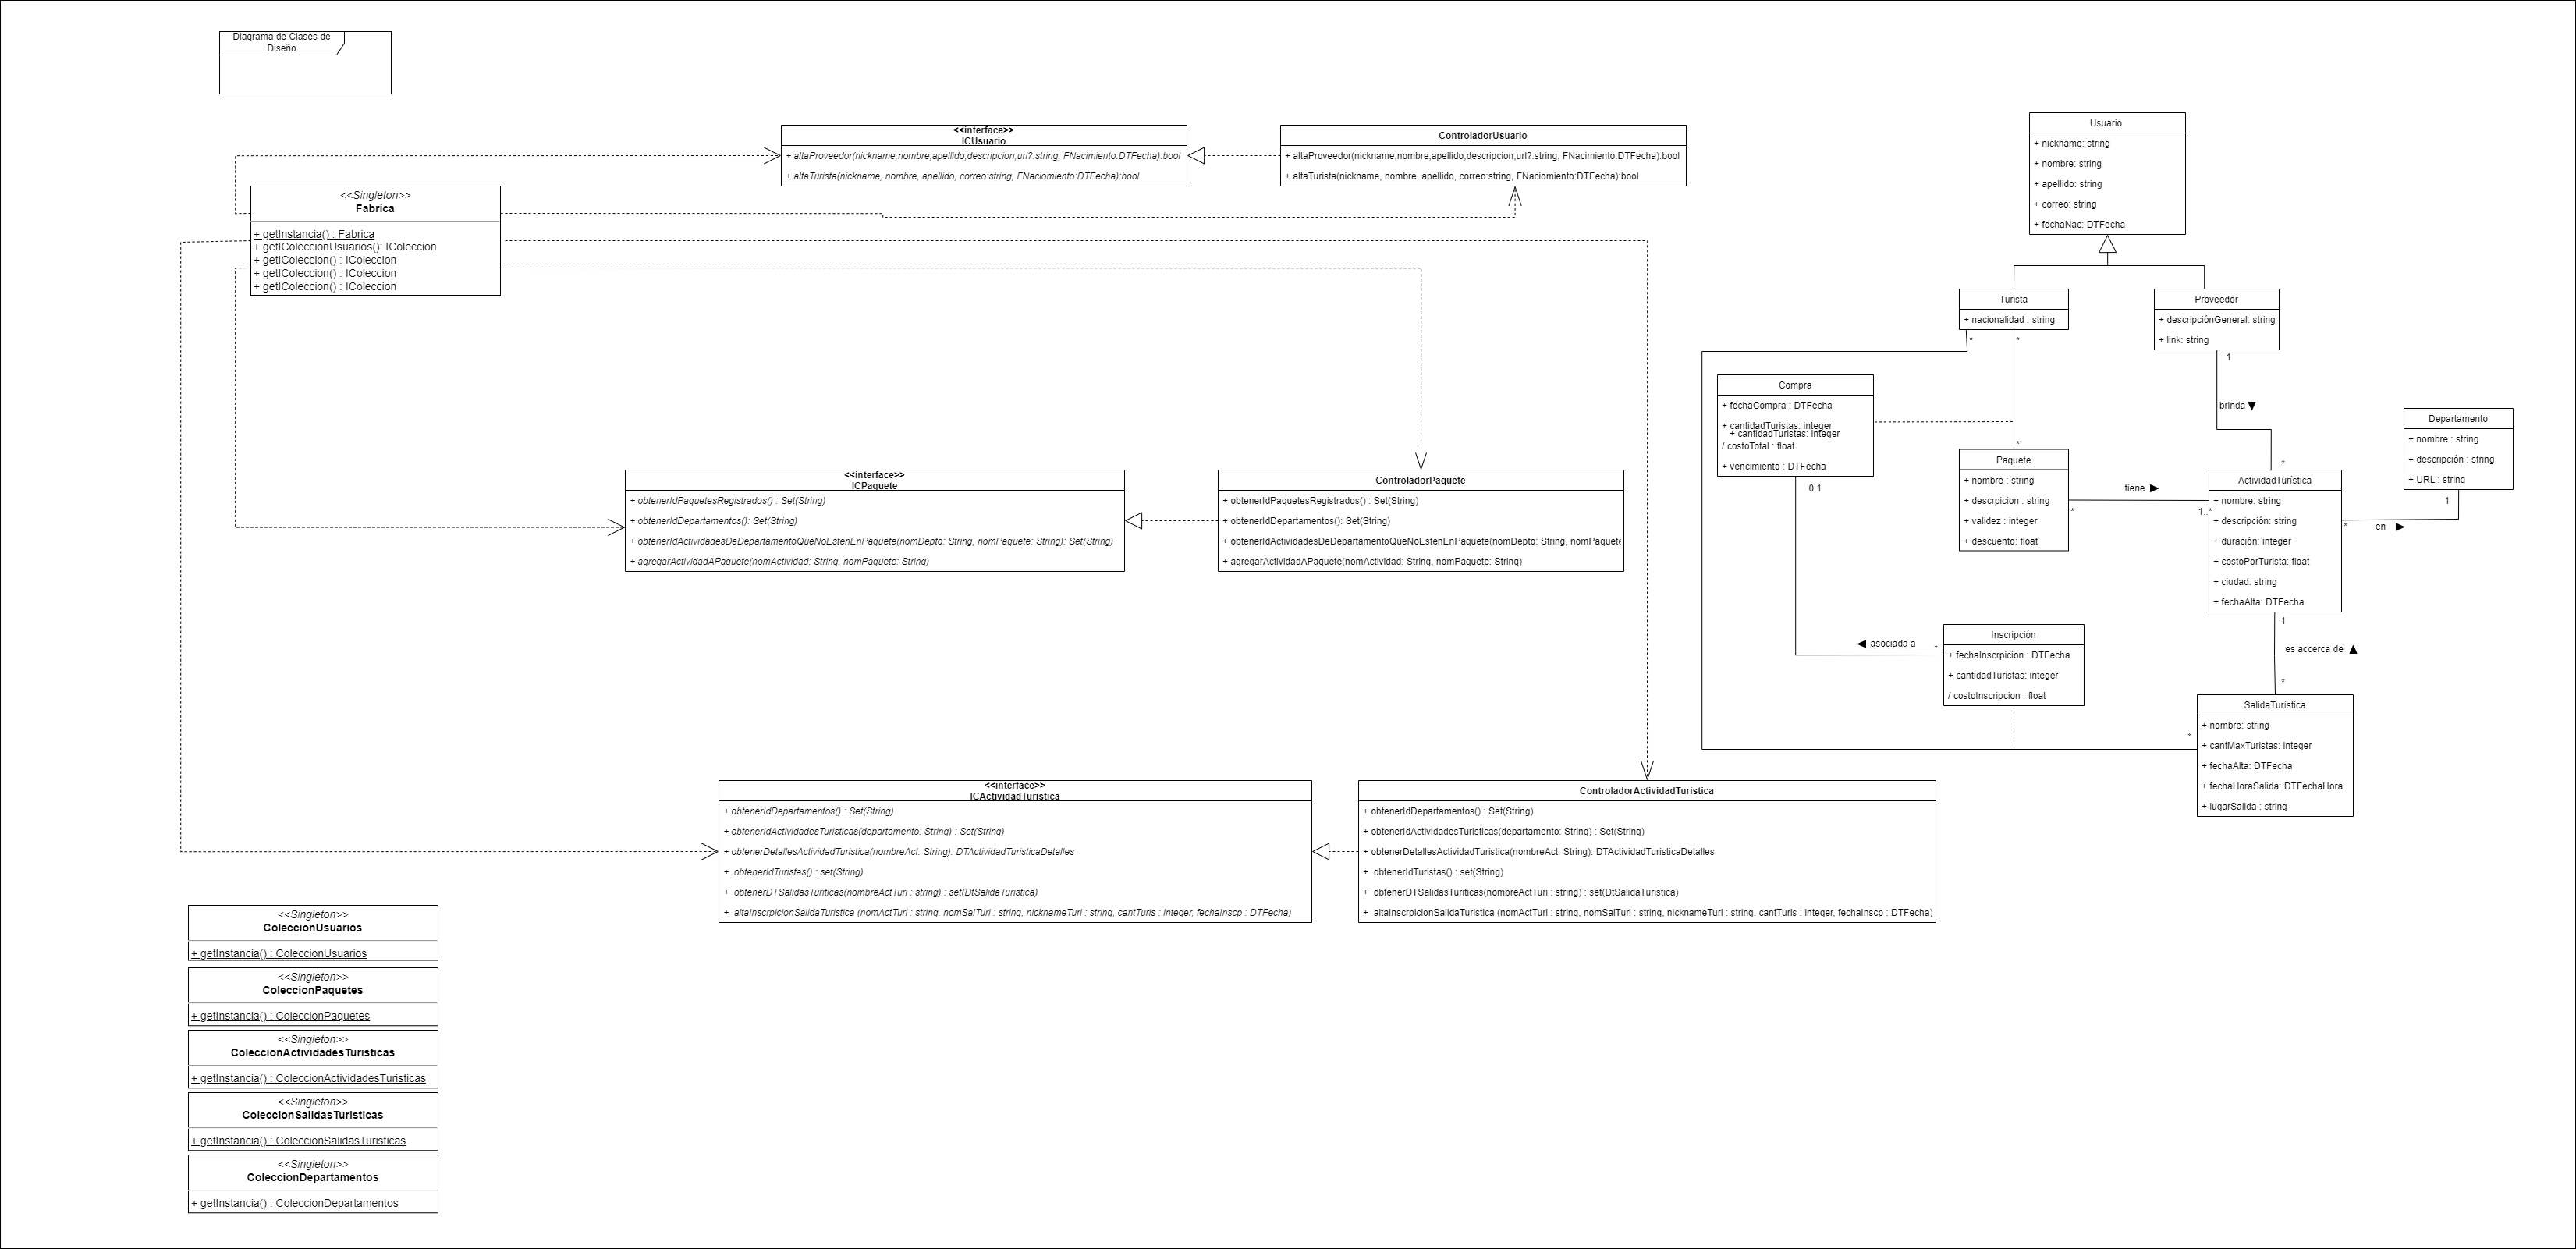 Diagrama de Clases de
Diseño
<<interface>>
ICUsuario
+ altaProveedor(nickname,nombre,apellido,descripcion,url?:string, FNacimiento:DTFecha):bool
+ altaTurista(nickname, nombre, apellido, correo:string, FNaciomiento:DTFecha):bool
ControladorUsuario
+ altaProveedor(nickname,nombre,apellido,descripcion,url?:string, FNacimiento:DTFecha):bool
+ altaTurista(nickname, nombre, apellido, correo:string, FNaciomiento:DTFecha):bool
<<Singleton>>
Fabrica
+ getInstancia() : Fabrica
+ getIColeccionUsuarios(): IColeccion
+ getIColeccion() : IColeccion
+ getIColeccion() : IColeccion
+ getIColeccion() : IColeccion
Usuario
+ nickname: string
+ nombre: string
+ apellido: string
+ correo: string
+ fechaNac: DTFecha
Turista
+ nacionalidad : string
*
*
Proveedor
+ descripciónGeneral: string
+ link: string
1
brinda
*
Compra
+ fechaCompra : DTFecha
+ cantidadTuristas: integer
+ cantidadTuristas: integer
/ costoTotal : float
+ vencimiento : DTFecha
0,1
*
Paquete
+ nombre : string
+ descrpicion : string
+ validez : integer
+ descuento: float
tiene
*
1..*
ActividadTurística
+ nombre: string
+ descripción: string
+ duración: integer
+ costoPorTurista: float
+ ciudad: string
+ fechaAlta: DTFecha
Departamento
+ nombre : string
+ descripción : string
+ URL : string
1
*
en
<<interface>>
ICPaquete
+ obtenerIdPaquetesRegistrados() : Set(String)
+ obtenerIdDepartamentos(): Set(String)
+ obtenerIdActividadesDeDepartamentoQueNoEstenEnPaquete(nomDepto: String, nomPaquete: String): Set(String)
+ agregarActividadAPaquete(nomActividad: String, nomPaquete: String)
ControladorPaquete
+ obtenerIdPaquetesRegistrados() : Set(String)
+ obtenerIdDepartamentos(): Set(String)
+ obtenerIdActividadesDeDepartamentoQueNoEstenEnPaquete(nomDepto: String, nomPaquete
+ agregarActividadAPaquete(nomActividad: String, nomPaquete: String)
asociada a
*
Inscripción
+ fechaInscrpicion : DTFecha
+ cantidadTuristas: integer
/ costoInscripcion : float
1
es accerca de
*
*
SalidaTurística
+ nombre: string
+ cantMaxTuristas: integer
+ fechaAlta: DTFecha
+ fechaHoraSalida: DTFechaHora
+ lugarSalida : string
<<interface>>
ICActividadTuristica
+ obtenerIdDepartamentos() : Set(String)
+ obtenerIdActividadesTuristicas(departamento: String) : Set(String)
+ obtenerDetallesActividadTuristica(nombreAct: String): DTActividadTuristicaDetalles
+ obtenerIdTuristas() : set(String)
+ obtenerDTSalidasTuriticas(nombreActTuri : string) : set(DtSalidaTuristica)
+ altaInscrpicionSalidaTuristica (nomActTuri : string, nomSalTuri : string, nicknameTuri : string, cantTuris : integer, fechaInscp : DTFecha)
ControladorActividadTuristica
+ obtenerIdDepartamentos() : Set(String)
+ obtenerIdActividadesTuristicas(departamento: String) : Set(String)
+ obtenerDetallesActividadTuristica(nombreAct: String): DTActividadTuristicaDetalles
+ obtenerIdTuristas() : set(String)
+ obtenerDTSalidasTuriticas(nombreActTuri : string) : set(DtSalidaTuristica)
+ altaInscrpicionSalidaTuristica (nomActTuri : string, nomSalTuri : string, nicknameTuri : string, cantTuris : integer, fechaInscp : DTFecha)
<<Singleton>>
ColeccionUsuarios
+ getInstancia() : ColeccionUsuarios
<<Singleton>>
ColeccionPaquetes
+ getInstancia() : ColeccionPaquetes
<<Singleton>>
ColeccionActividadesTuristicas
+ getInstancia() : ColeccionActividadesTuristicas
<<Singleton>>
ColeccionSalidasTuristicas
+ getInstancia() : ColeccionSalidasTuristicas
<<Singleton>>
ColeccionDepartamentos
+ getInstancia() : ColeccionDepartamentos